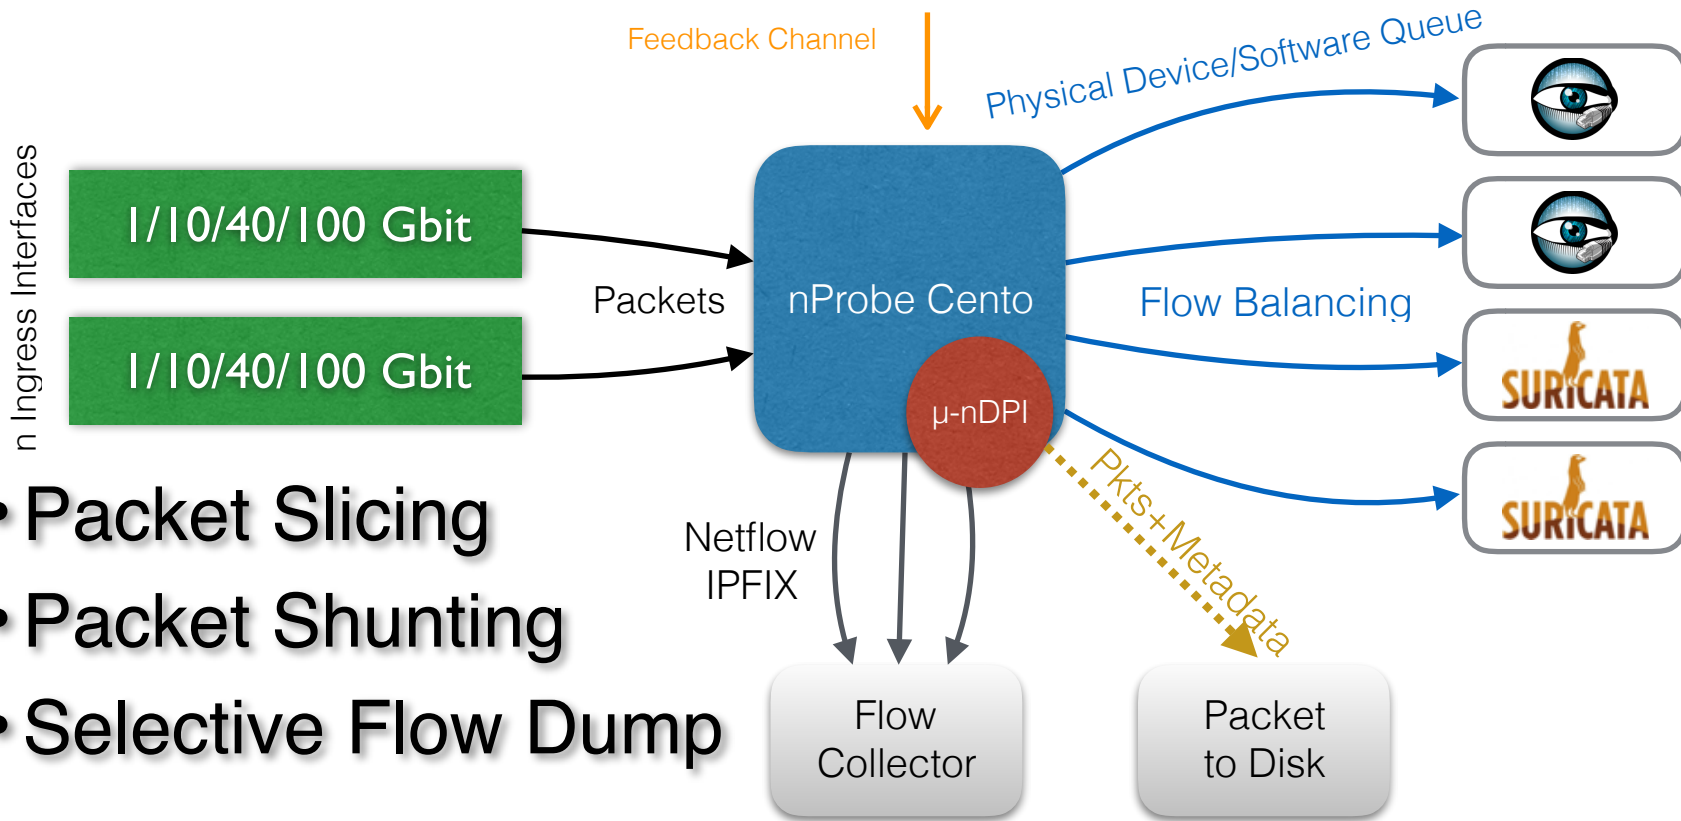 Feedback Channel
Physical Device/Software Queue
n Ingress Interfaces
1/10/40/100 Gbit
1/10/40/100 Gbit
Packets
nProbe Cento
µ-nDPI
Flow Balancing
SURICATA
SURICATA
• Packet Slicing
• Packet Shunting
• Selective Flow Dump
Netflow
IPFIX
Pkts+Metadata
Flow
Collector
Packet
to Disk